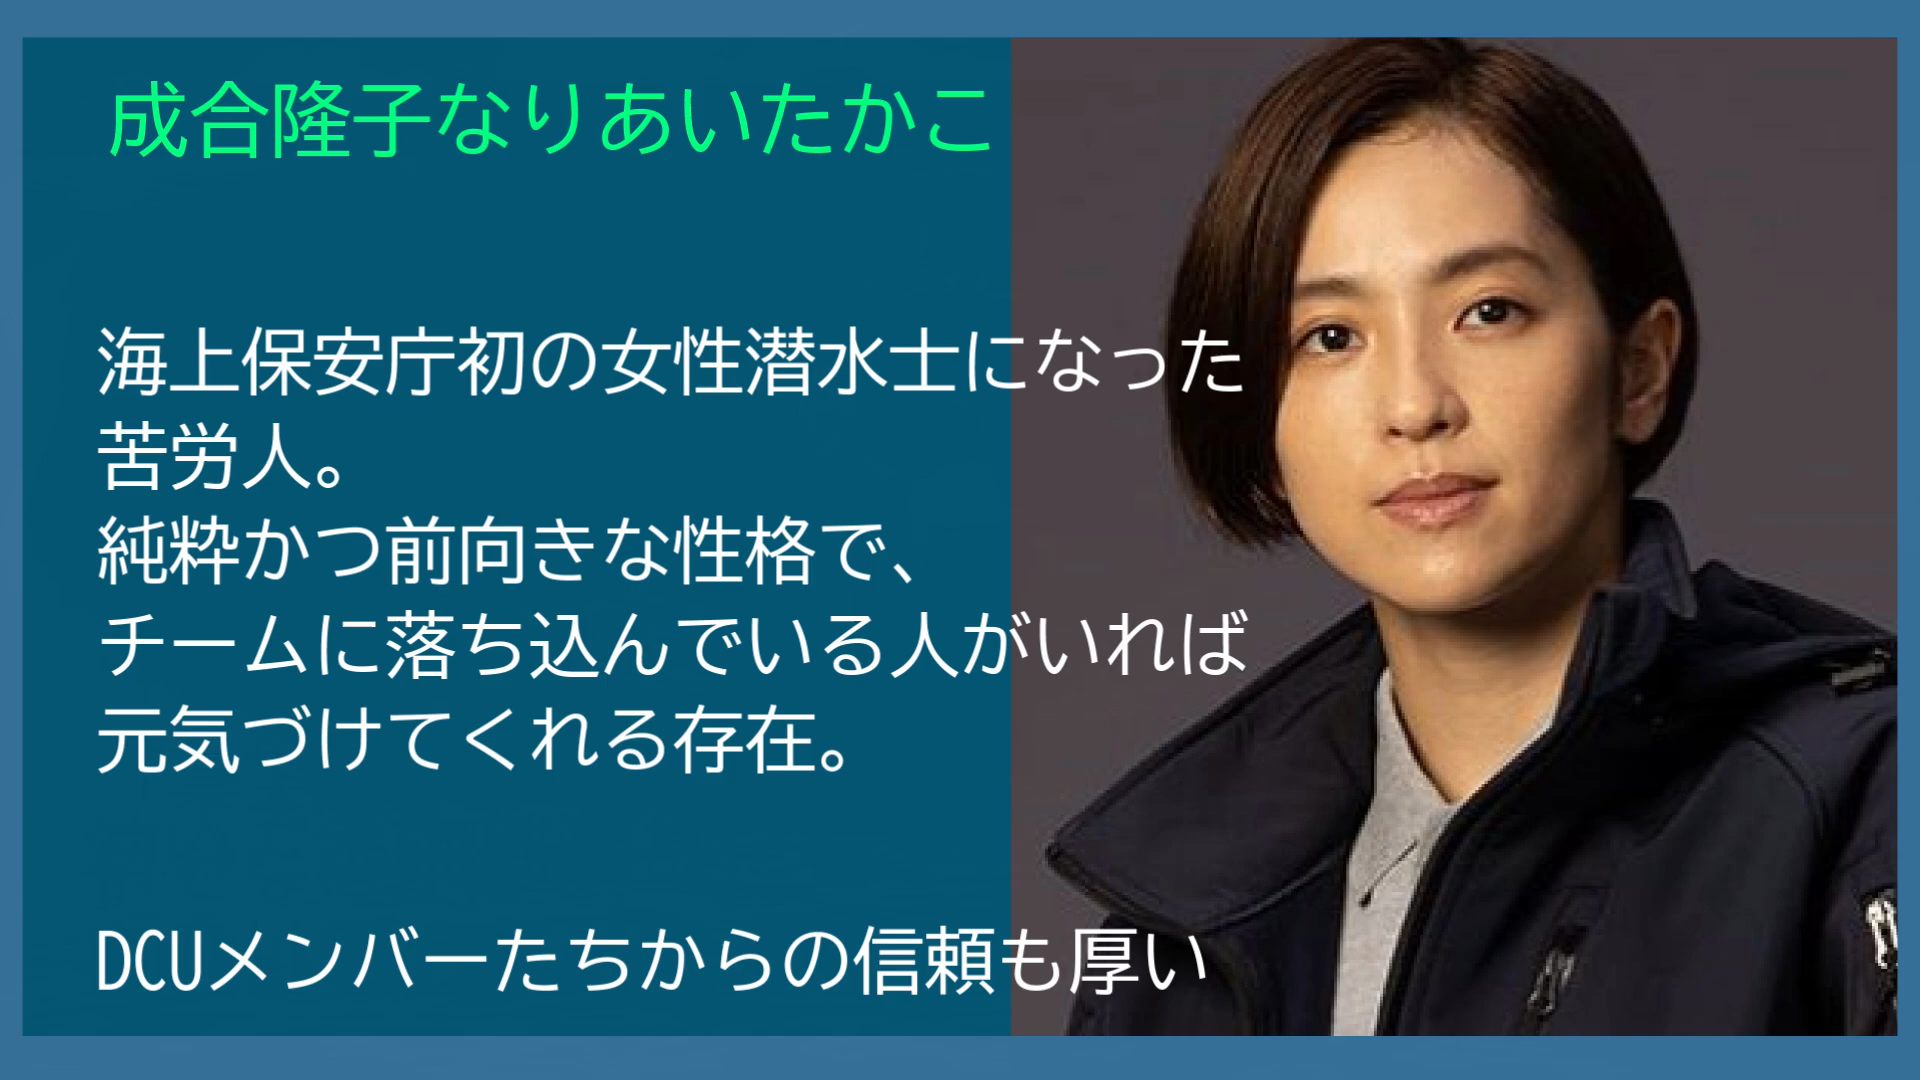 成合隆子なりあいたかこ
海上保安庁初の女性潜水士になった
苦労人。
純粋かつ前向きな性格で、
チームに落ち込んでいる人がいれば
元気づけてくれる存在。
DCUメンバーたちからの信頼も厚い